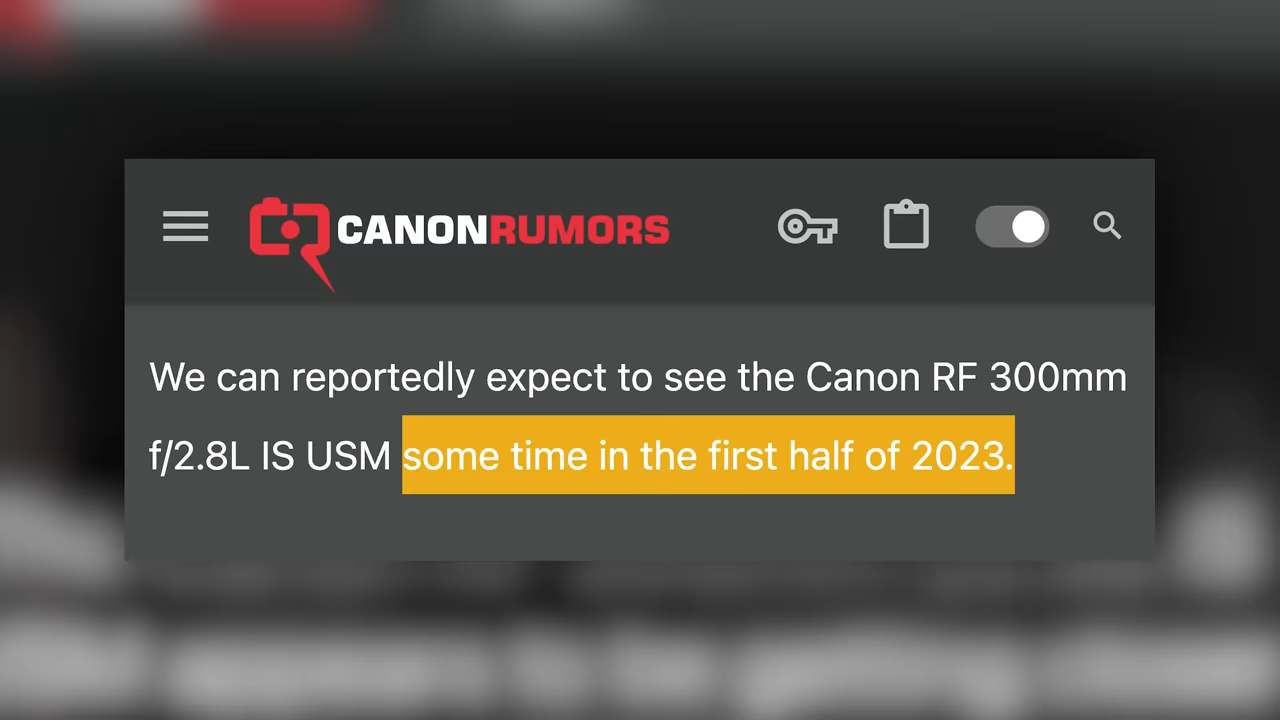 CANONRUMORS
We can reportedly expect to see the Canon RF 300mm
f/2.8L IS USM some time in the first half of 2023.